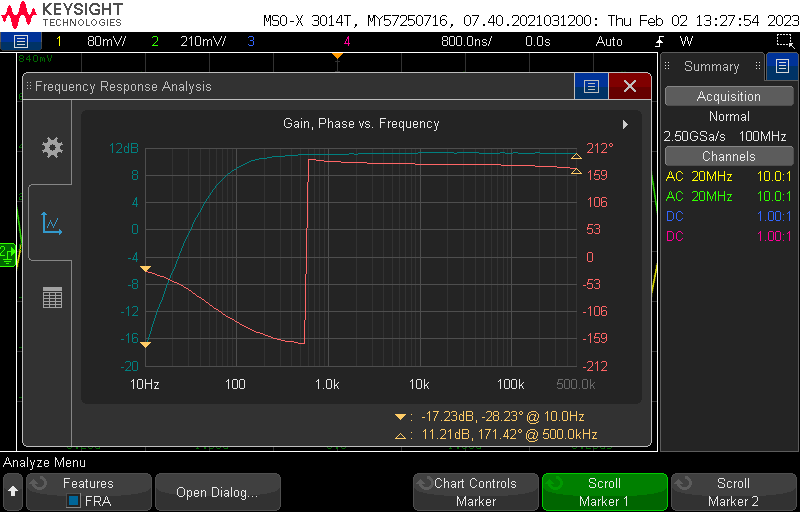 KEYSIGHT
TECHNOLOGIES
MSO-X 3014T, MY57250716, 07.40.2021031200: Thu Feb 02 13:27:54 2023
1 80mV/ 2 210mV/ 3 4 800.0ns/ 0.0s Auto W
840mV
Summary
Frequency Response Analysis
Acquisition
Normal
2.50GSa/s 100MHz
Channels
AC 20MHz 10.0:1
AC 20MHz 10.0:1
DC 1.00:1
DC 1.00:1
Gain, Phase vs. Frequency
12dB 212°
8 159
4 106
0 53
-4 0
-8 -53
-12 -106
-16 -159
-20 -212
10Hz 100 1.0k 10k 100k 500.0k
2
: -17.23dB, -28.23° @ 10.0Hz
: 11.21dB, 171.42° @ 500.0kHz
Analyze Menu
Features
FRA
Open Dialog...
Chart Controls
Marker
Scroll
Marker 1
Scroll
Marker 2